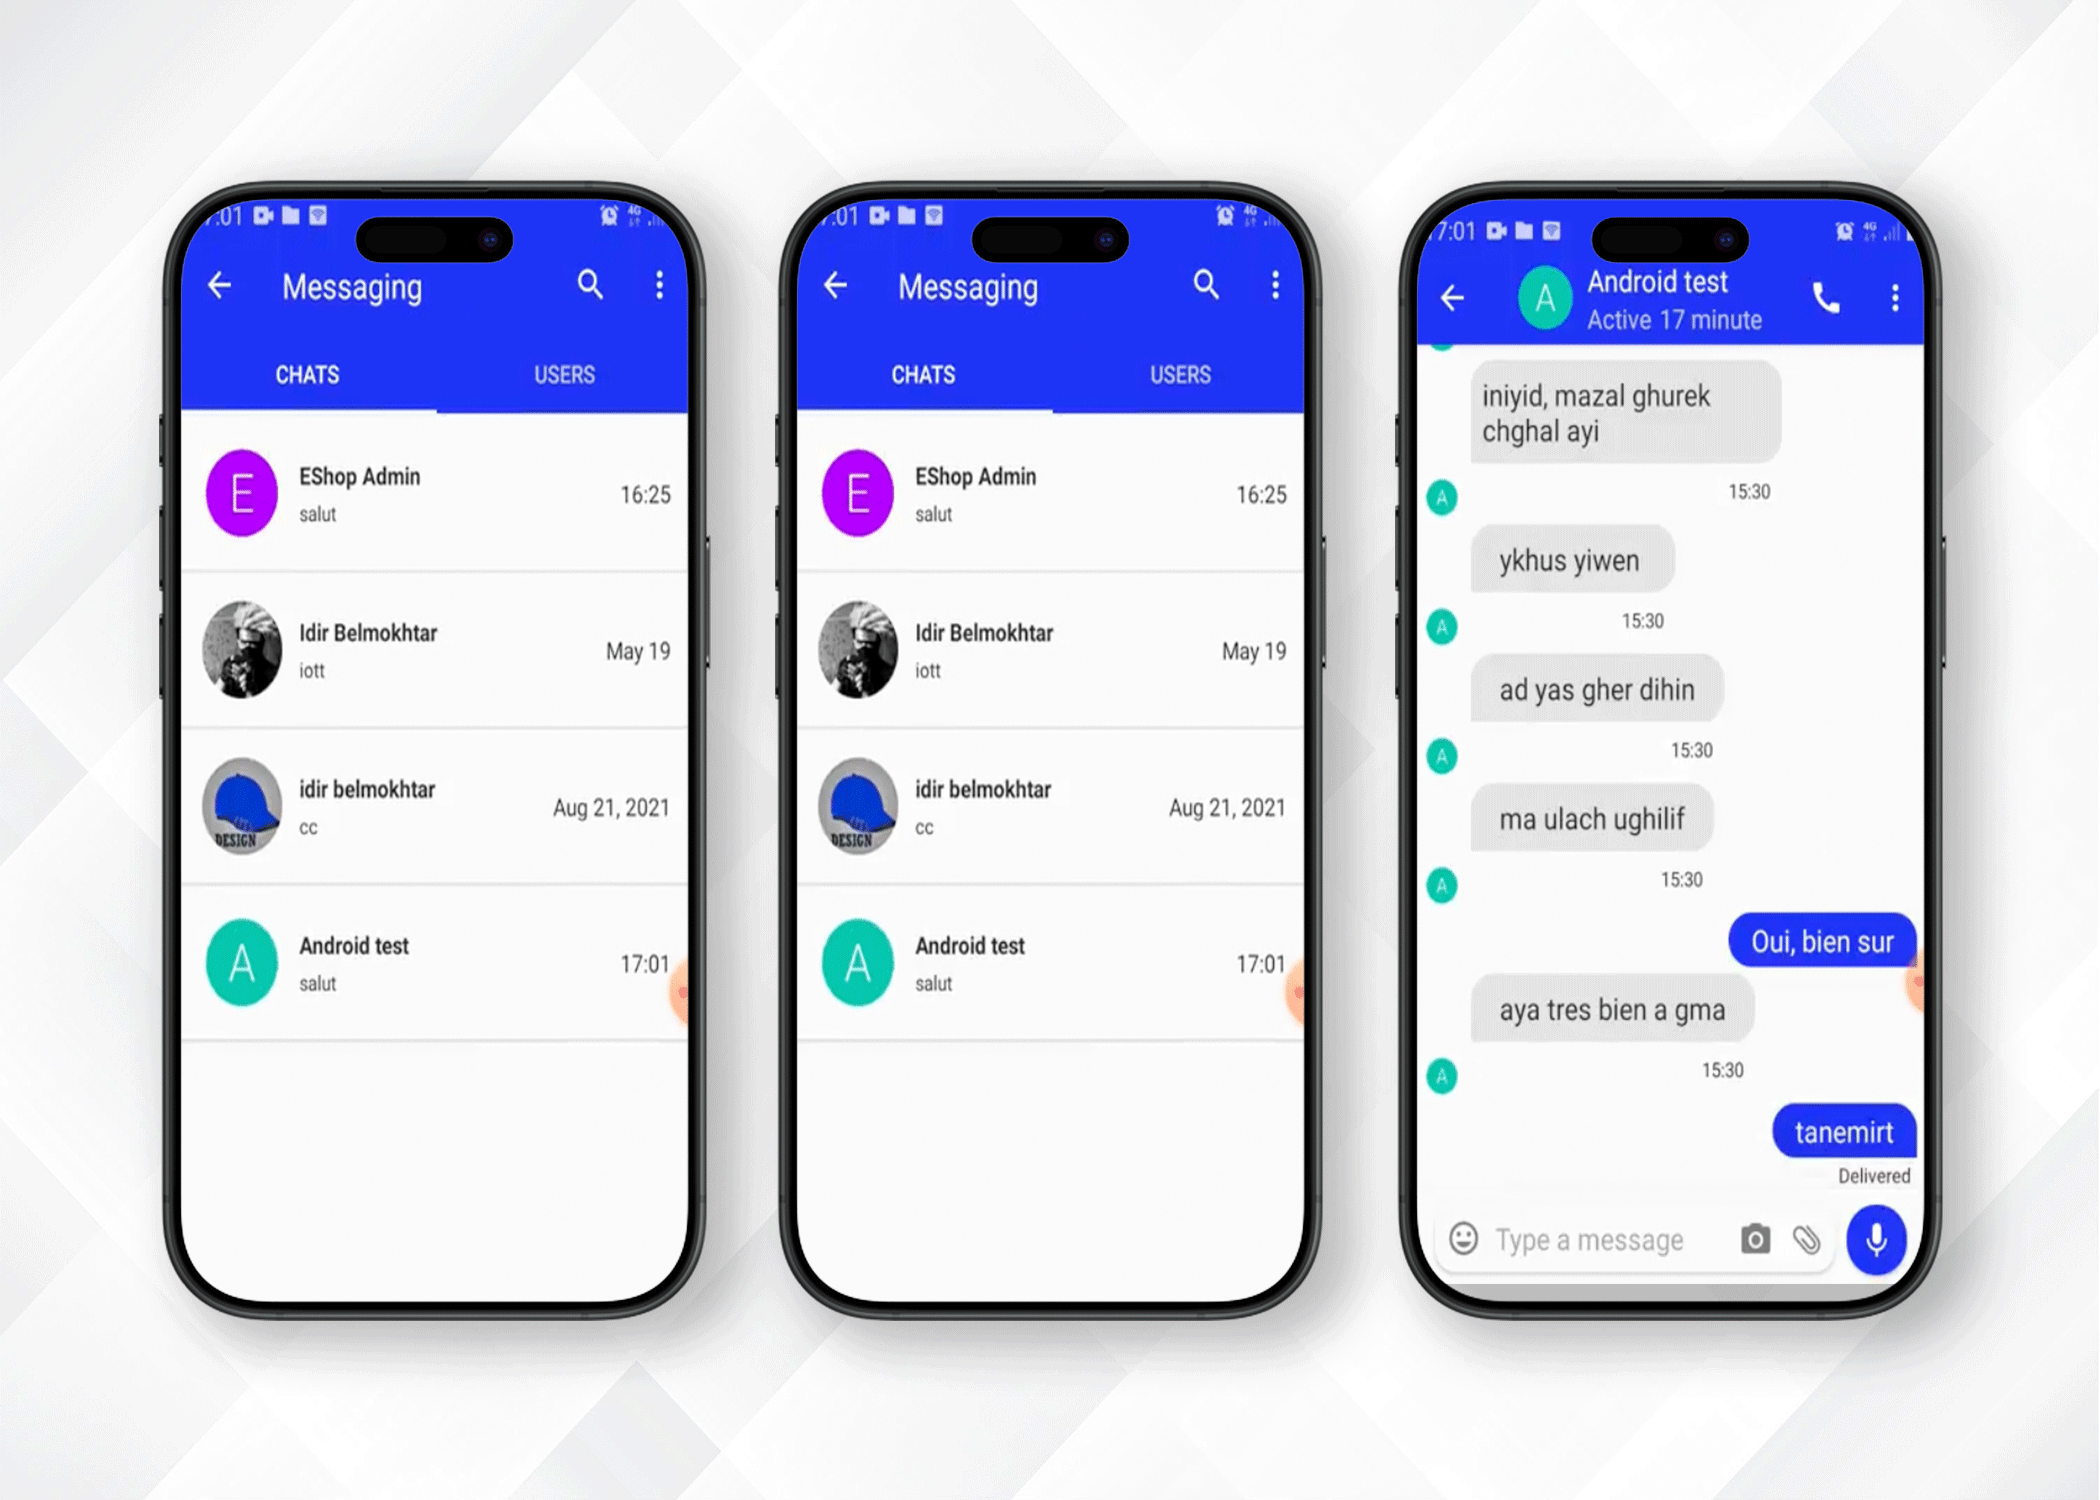 :01
4G
Messaging
CHATS USERS
E
EShop Admin
salut
16:25
Idir Belmokhtar
iott
May 19
DESIGN
idir belmokhtar
cc
Aug 21, 2021
A
Android test
salut
17:01
:01
4G
Messaging
CHATS USERS
E
EShop Admin
salut
16:25
Idir Belmokhtar
iott
May 19
DESIGN
idir belmokhtar
cc
Aug 21, 2021
A
Android test
salut
17:01
7:01
4G
A
Android test
Active 17 minute
iniyid, mazal ghurek
chghal ayi
15:30
A
ykhus yiwen
15:30
A
ad yas gher dihin
15:30
A
ma ulach ughilif
15:30
A
Oui, bien sur
aya tres bien a gma
15:30
A
tanemirt
Delivered
Type a message